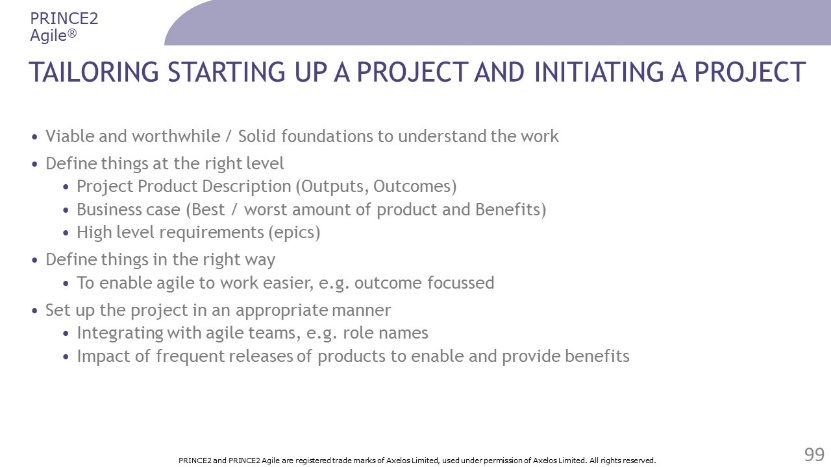 PRINCE2
Agile®
TAILORING STARTING UP A PROJECT AND INITIATING A PROJECT
• Viable and worthwhile / Solid foundations to understand the work
• Define things at the right level
• Project Product Description (Outputs, Outcomes)
• Business case (Best / worst amount of product and Benefits)
• High level requirements (epics)
• Define things in the right way
• To enable agile to work easier, e.g. outcome focussed
• Set up the project in an appropriate manner
• Integrating with agile teams, e.g. role names
• Impact of frequent releases of products to enable and provide benefits
PRINCE2 and PRINCE2 Agile are registered trade marks of Axelos Limited, used under permission of Axelos Limited. All rights reserved.
99